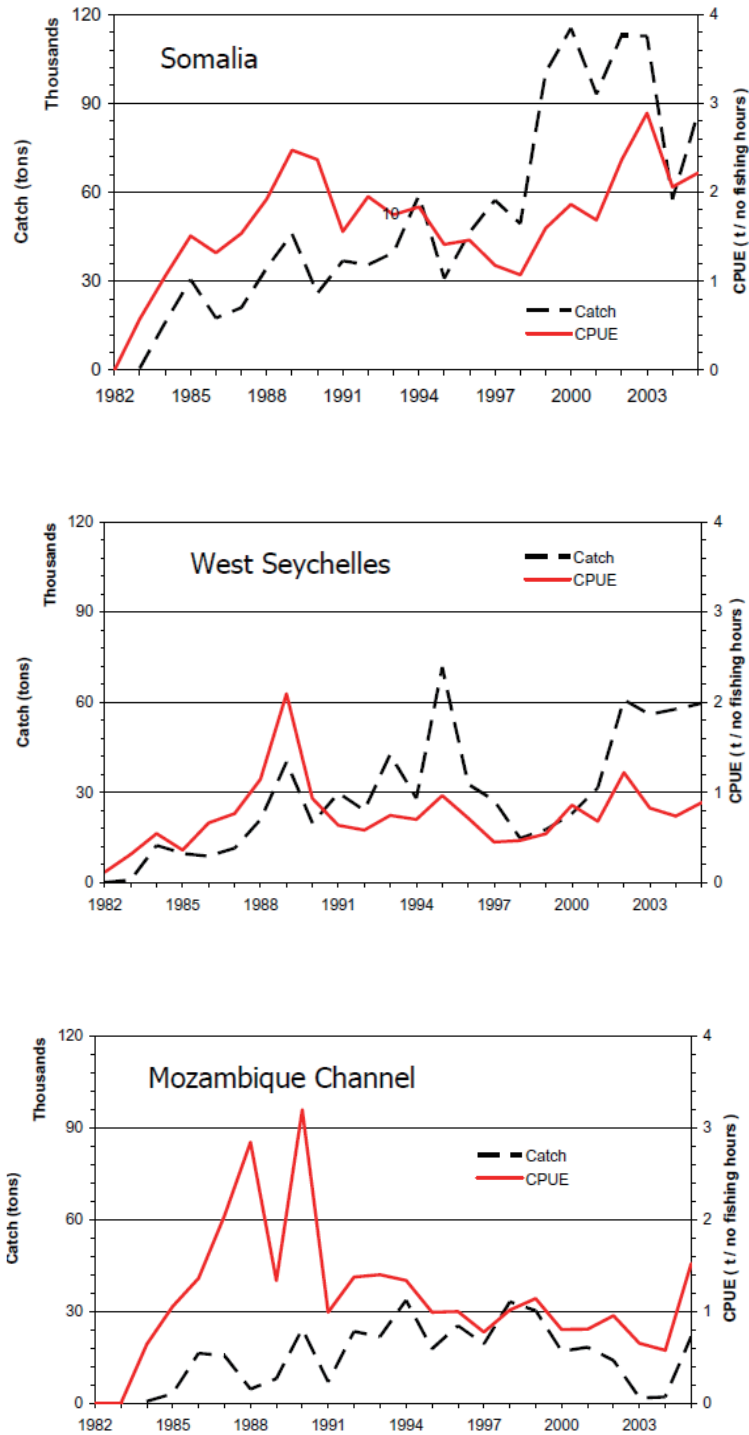 120
4
Somalia
Thousands
90
3
Catch (tons)
CPUE ( t / no fishing hours )
60
2
10
30
1
Catch
CPUE
0
0
1982 1985 1988 1991 1994 1997 2000 2003
120
4
West Seychelles
Thousands
Catch
CPUE
90
3
Catch (tons)
CPUE ( t / no fishing hours )
60
2
30
1
0
0
1982 1985 1988 1991 1994 1997 2000 2003
120
4
Mozambique Channel
Thousands
90
3
Catch
CPUE
Catch (tons)
CPUE ( t / no fishing hours )
60
2
30
1
0
0
1982 1985 1988 1991 1994 1997 2000 2003